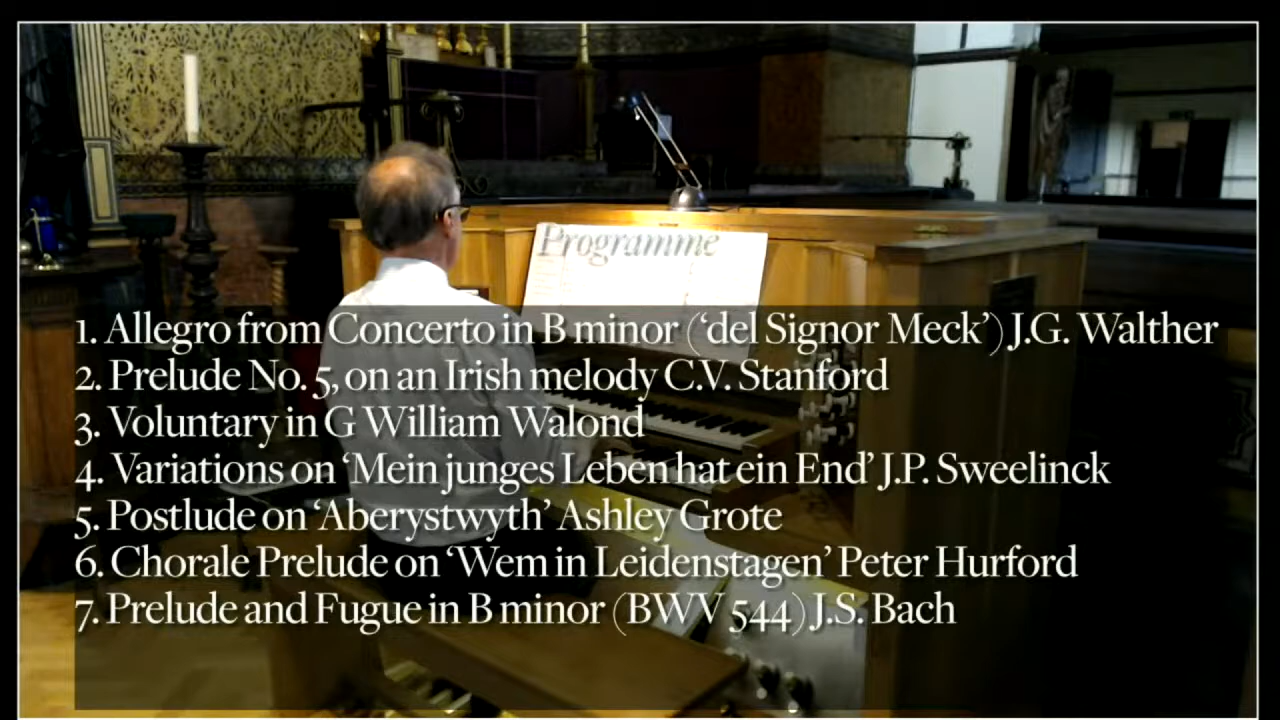 Programme
1. Allegro from Concerto in B minor (‘del Signor Meck’) J.G. Walther
2. Prelude No. 5, on an Irish melody C.V. Stanford
3. Voluntary in G William Walond
4. Variations on ‘Mein junges Leben hat ein End’ J.P. Sweelinck
5. Postlude on ‘Aberystwyth’ Ashley Grote
6. Chorale Prelude on ‘Wem in Leidenstagen’ Peter Hurford
7. Prelude and Fugue in B minor (BWV 544) J.S. Bach